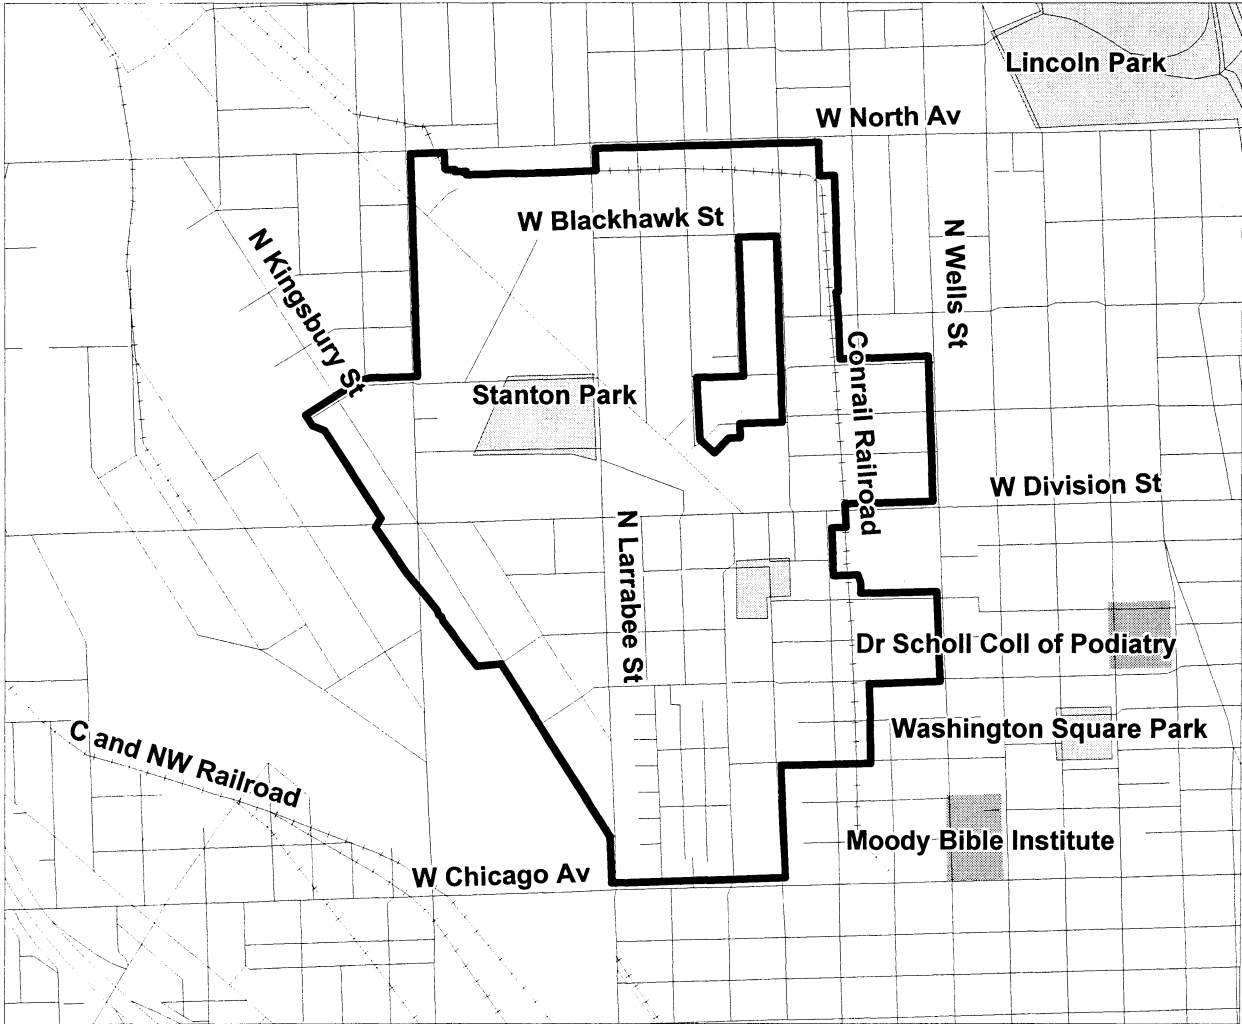 Lincoln Park
W North Av
W Blackhawk St
N Kingsbury St
N Wells St
Conrail Railroad
Stanton Park
W Division St
N Larrabee St
Dr Scholl Coll of Podiatry
Washington Square Park
C and NW Railroad
Moody Bible Institute
W Chicago Av